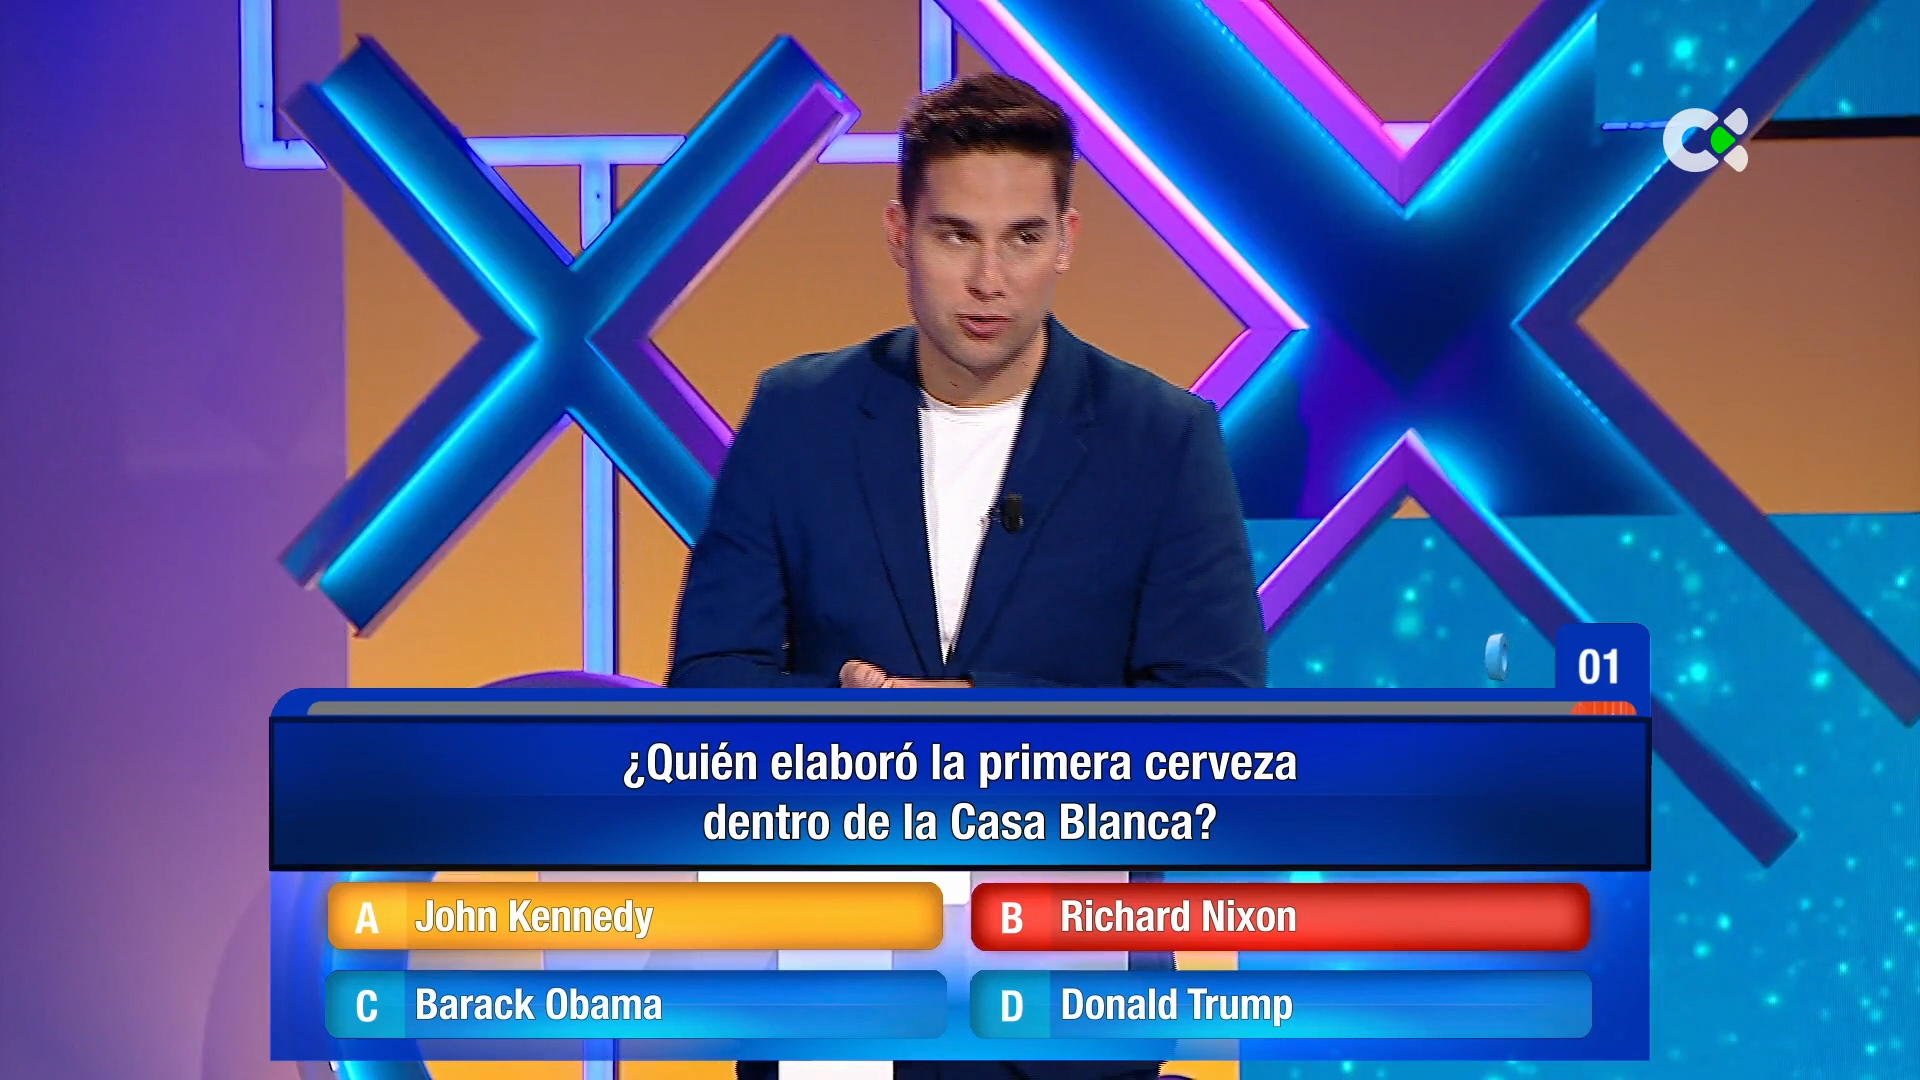 01
¿Quién elaboró la primera cerveza
dentro de la Casa Blanca?
A John Kennedy
B Richard Nixon
C Barack Obama
D Donald Trump